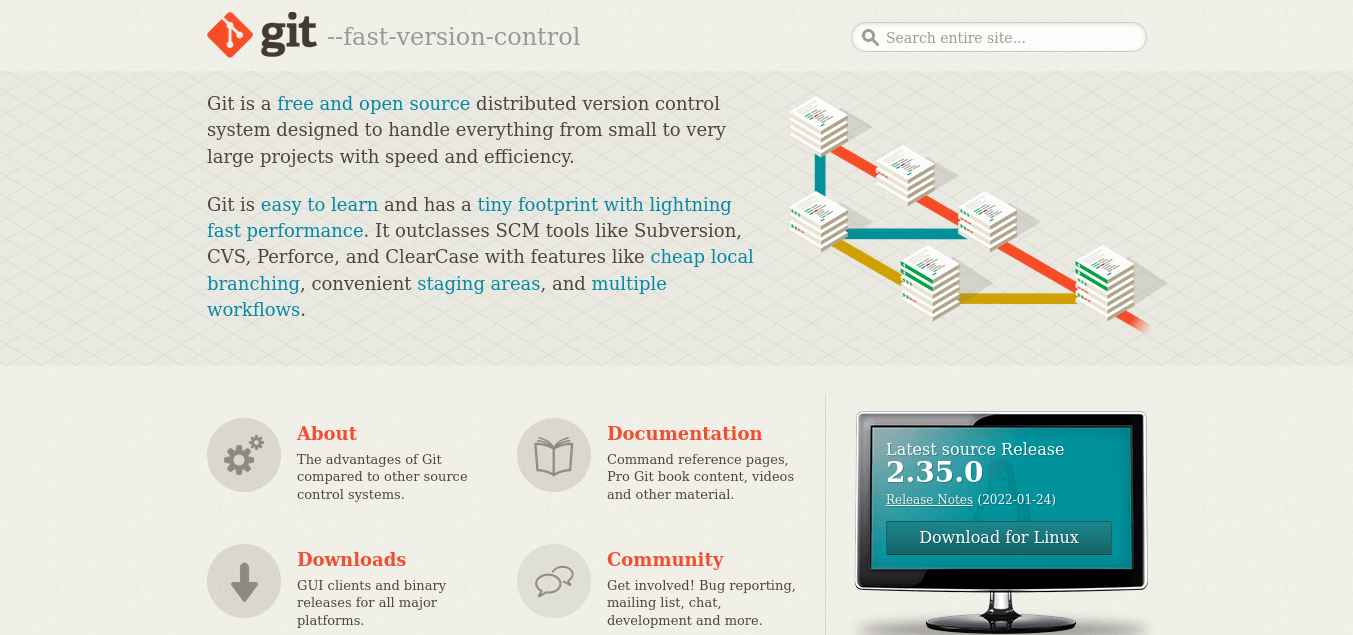 git --fast-version-control
Search entire site...
Git is a free and open source distributed version control
system designed to handle everything from small to very
large projects with speed and efficiency.
Git is easy to learn and has a tiny footprint with lightning
fast performance. It outclasses SCM tools like Subversion,
CVS, Perforce, and ClearCase with features like cheap local
branching, convenient staging areas, and multiple
workflows.
About
The advantages of Git
compared to other source
control systems.
Documentation
Command reference pages,
Pro Git book content, videos
and other material.
Downloads
GUI clients and binary
releases for all major
platforms.
Community
Get involved! Bug reporting,
mailing list, chat,
development and more.
Latest source Release
2.35.0
Release Notes (2022-01-24)
Download for Linux